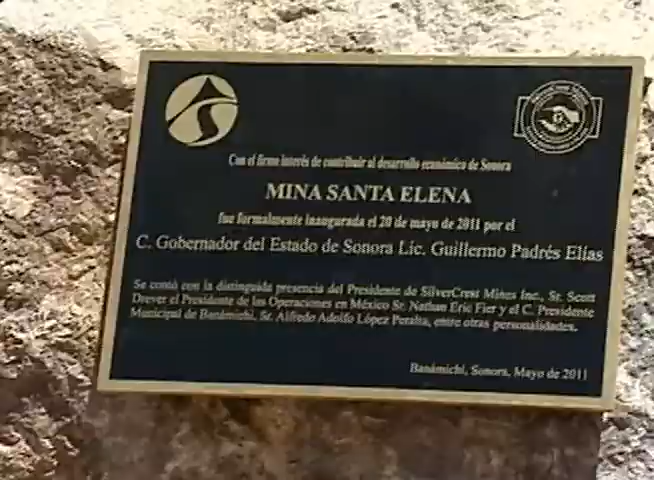 Con el firme interés de contribuir al desarrollo económico de Sonora
MINA SANTA ELENA
fue formalmente inaugurada el 20 de mayo de 2011 por el
C. Gobernador del Estado de Sonora Lic. Guillermo Padrés Elías
Se contó con la distinguida presencia del Presidente de SilverCrest Mines Inc., Sr. Scott
Drever el Presidente de las Operaciones en México Sr. Nathan Eric Fier y el C. Presidente
Municipal de Banámichi, Sr. Alfredo Adolfo López Peralta, entre otras personalidades.
Banámichi, Sonora, Mayo de 2011